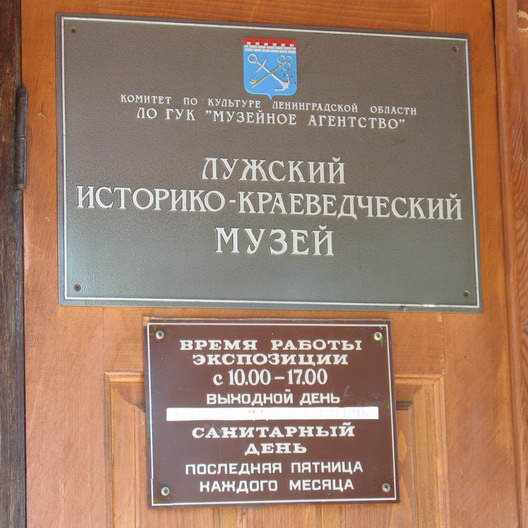 КОМИТЕТ ПО КУЛЬТУРЕ ЛЕНИНГРАДСКОЙ ОБЛАСТИ
ЛО ГУК "МУЗЕЙНОЕ АГЕНТСТВО"
ЛУЖСКИЙ
ИСТОРИКО-КРАЕВЕДЧЕСКИЙ
МУЗЕЙ
ВРЕМЯ РАБОТЫ
ЭКСПОЗИЦИИ
с 10.00-17.00
ВЫХОДНОЙ ДЕНЬ
САНИТАРНЫЙ
ДЕНЬ
ПОСЛЕДНЯЯ ПЯТНИЦА
КАЖДОГО МЕСЯЦА